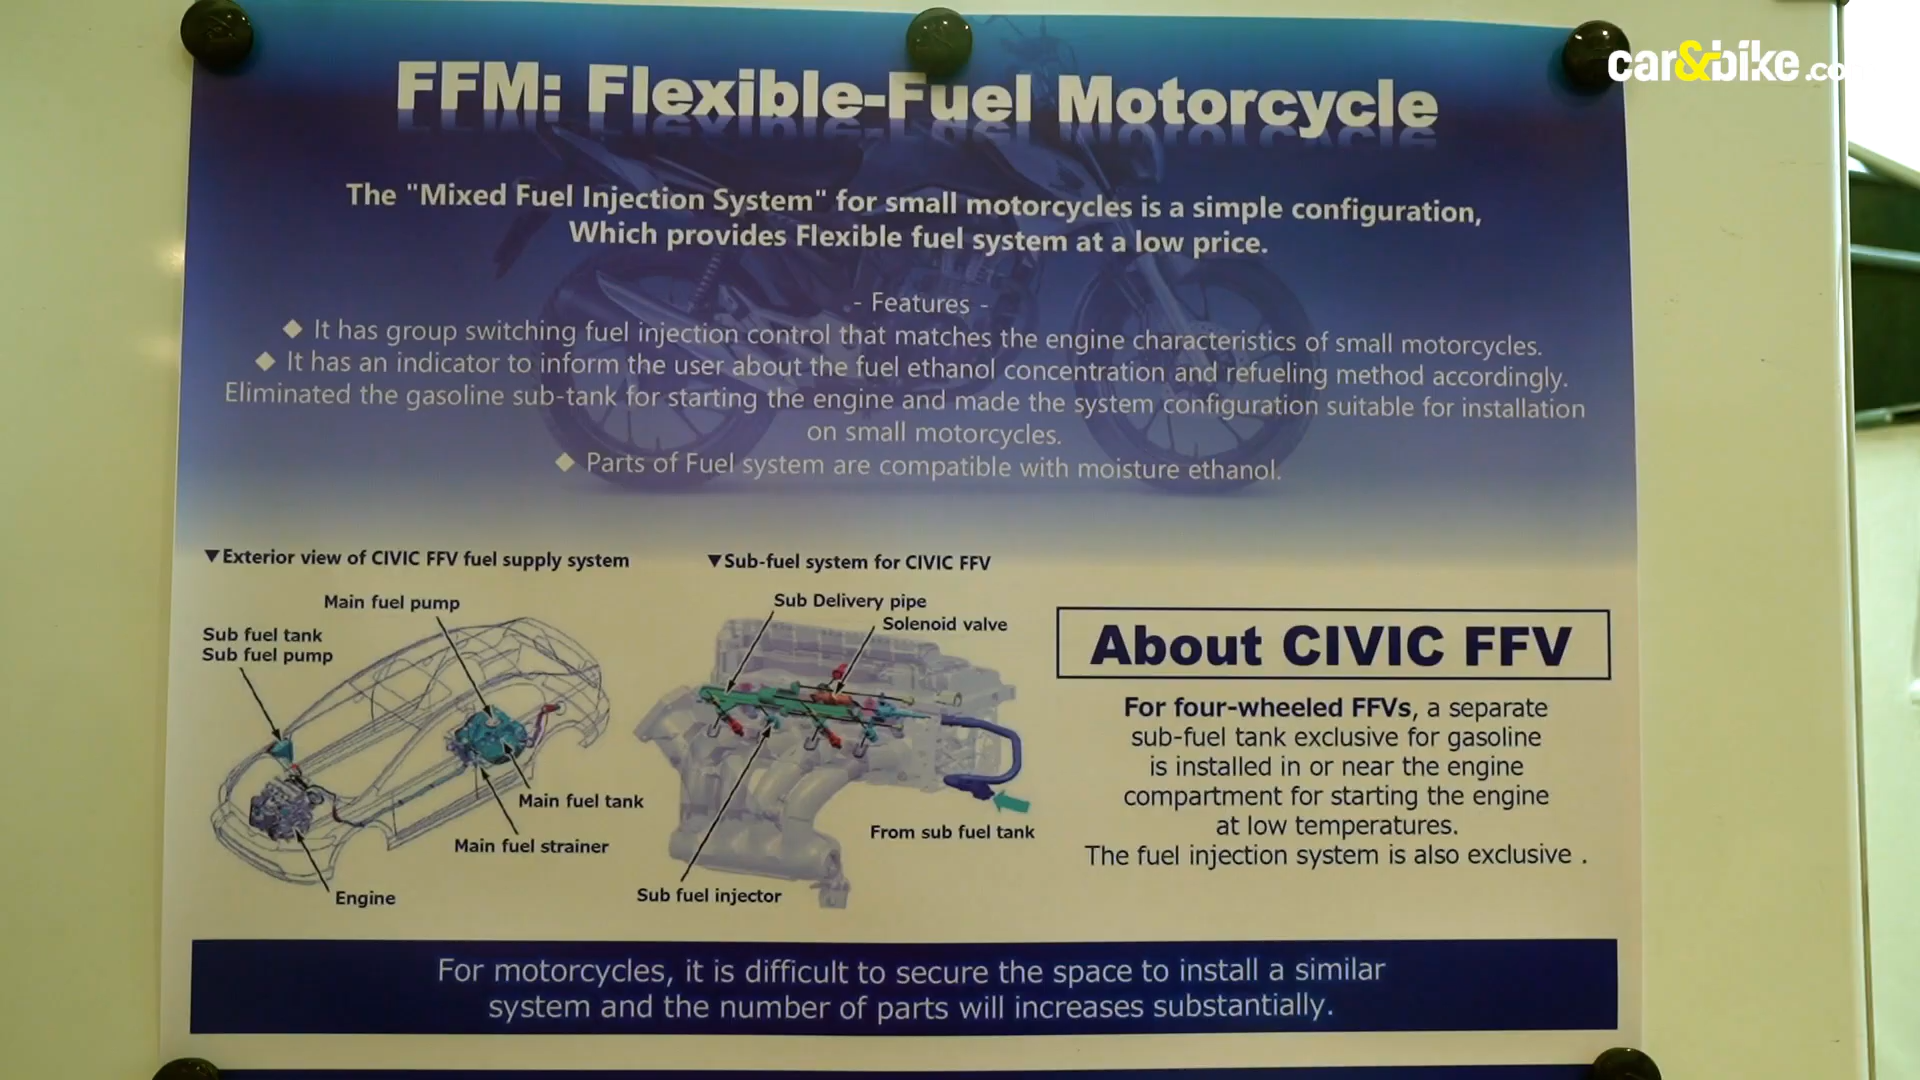 car&bike.co
FFM: Flexible-Fuel Motorcycle
The "Mixed Fuel Injection System" for small motorcycles is a simple configuration,
Which provides Flexible fuel system at a low price.
- Features -
◆ It has group switching fuel injection control that matches the engine characteristics of small motorcycles.
◆ It has an indicator to inform the user about the fuel ethanol concentration and refueling method accordingly.
Eliminated the gasoline sub-tank for starting the engine and made the system configuration suitable for installation
on small motorcycles.
◆ Parts of Fuel system are compatible with moisture ethanol.
▼Exterior view of CIVIC FFV fuel supply system
Main fuel pump
Sub fuel tank
Sub fuel pump
Main fuel tank
Main fuel strainer
Engine
▼Sub-fuel system for CIVIC FFV
Sub Delivery pipe
Solenoid valve
From sub fuel tank
Sub fuel injector
About CIVIC FFV
For four-wheeled FFVs, a separate
sub-fuel tank exclusive for gasoline
is installed in or near the engine
compartment for starting the engine
at low temperatures.
The fuel injection system is also exclusive .
For motorcycles, it is difficult to secure the space to install a similar
system and the number of parts will increases substantially.